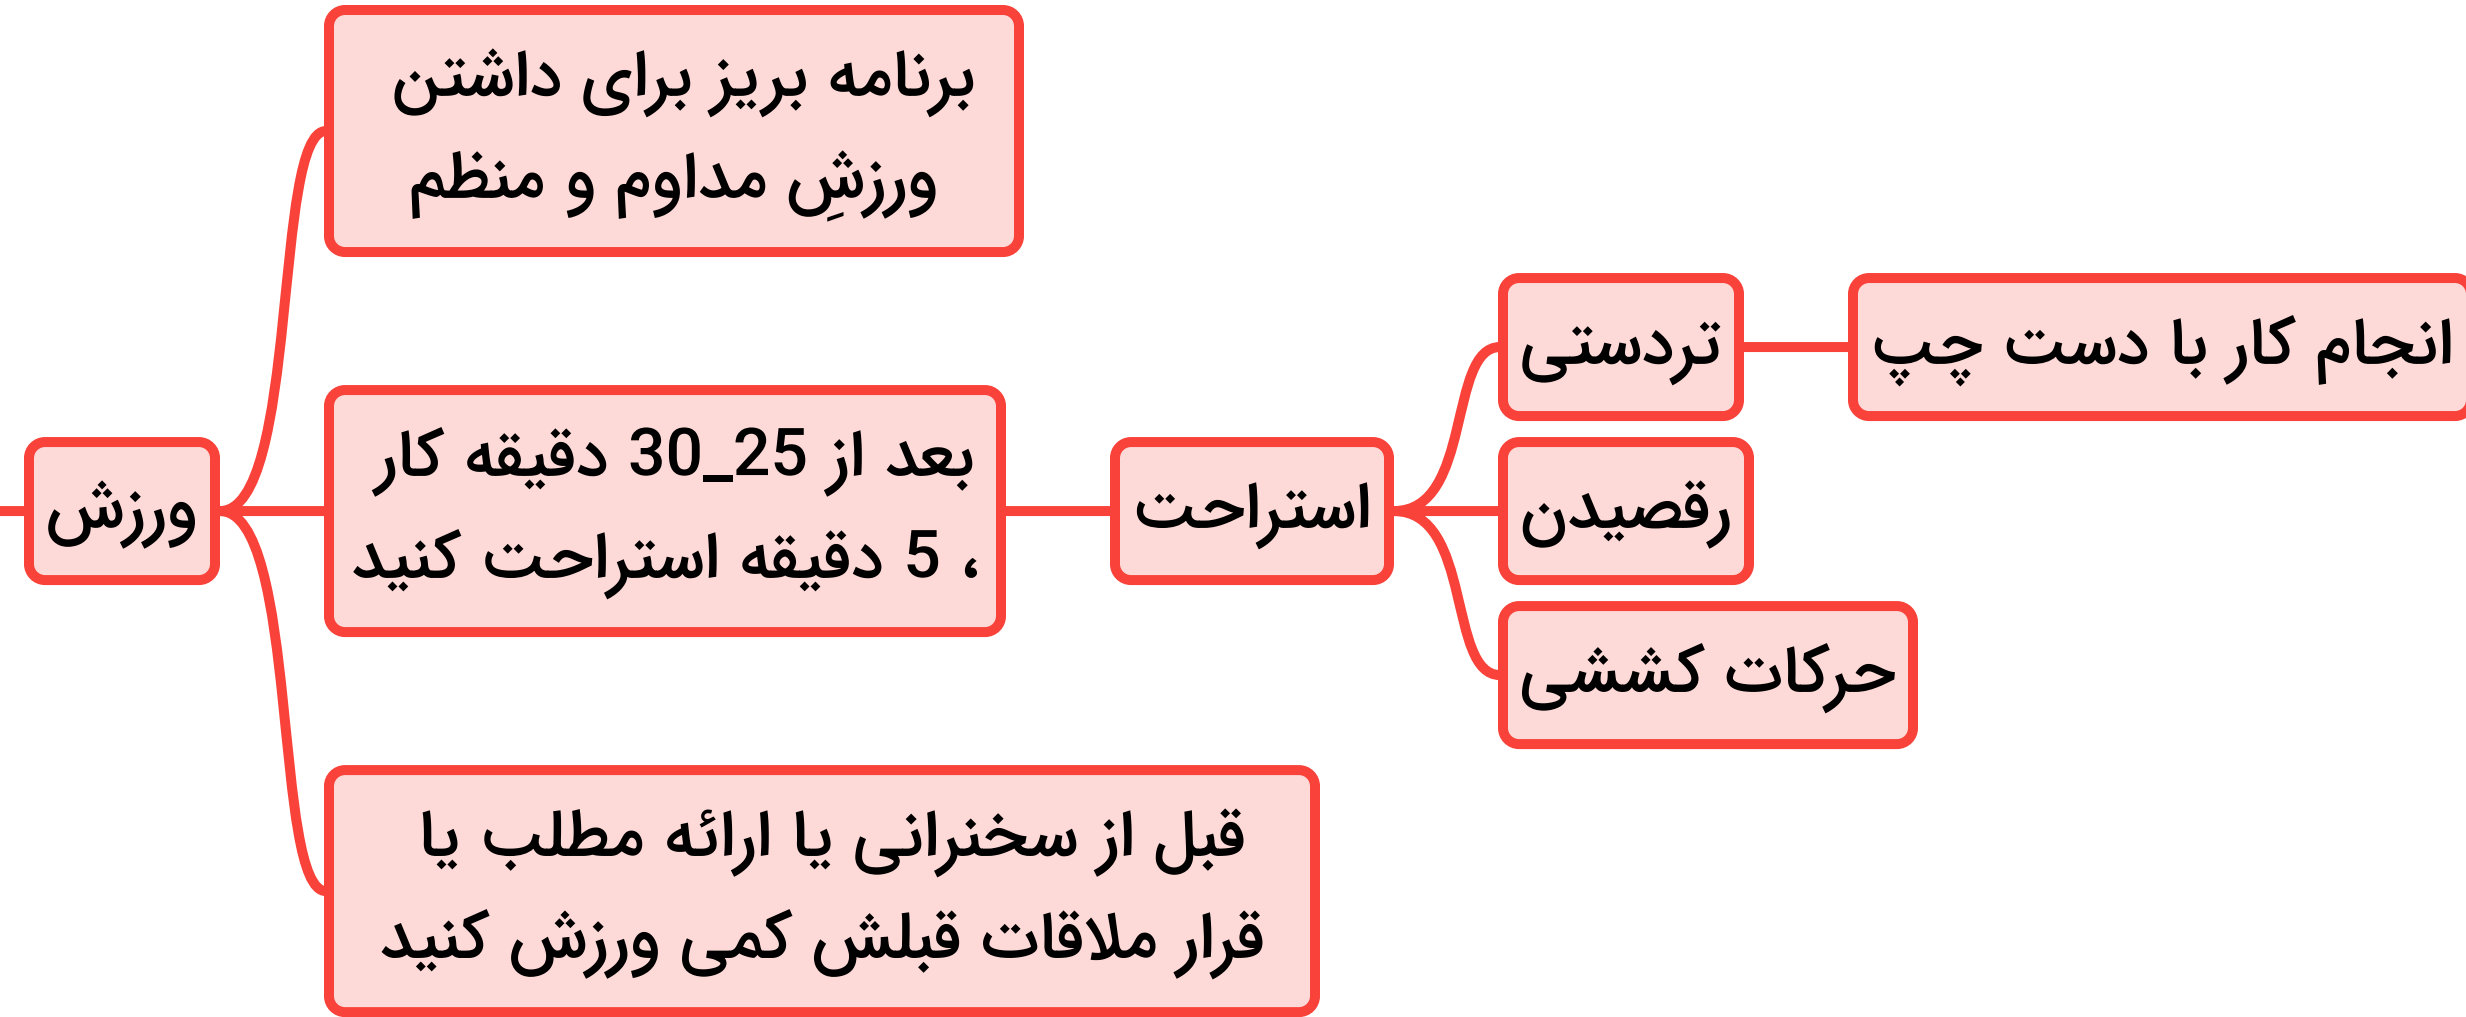 ورزش
برنامه بریز برای داشتن
ورزشِ مداوم و منظم
بعد از 25_30 دقیقه کار
، 5 دقیقه استراحت کنید
استراحت
تردستی
انجام کار با دست چپ
رقصیدن
حرکات کششی
قبل از سخنرانی یا ارائه مطلب یا
قرار ملاقات قبلش کمی ورزش کنید